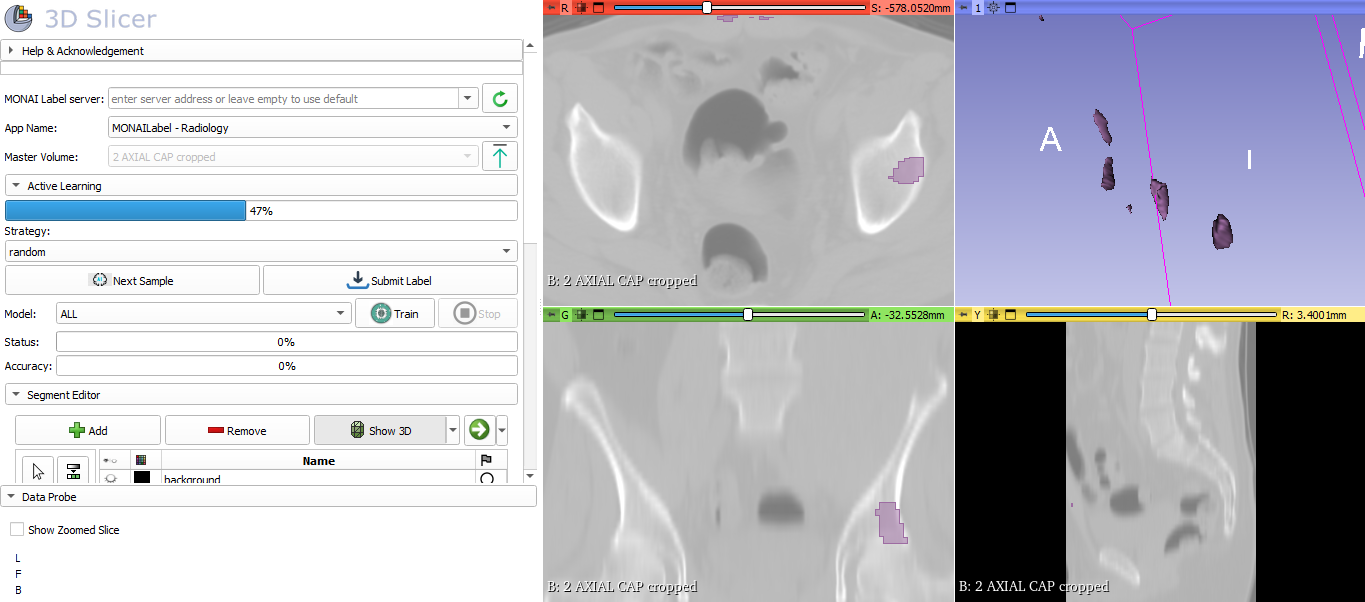 3D Slicer
Help & Acknowledgement
MONAI Label server: enter server address or leave empty to use default
App Name: MONAILabel - Radiology
Master Volume: 2 AXIAL CAP cropped
Active Learning
47%
Strategy:
random
Next Sample Submit Label
Model: ALL Train Stop
Status: 0%
Accuracy: 0%
Segment Editor
Add Remove Show 3D
Name
background
Data Probe
Show Zoomed Slice
L
F
B
R S: -578.0520mm
B: 2 AXIAL CAP cropped
1
A I
G A: -32.5528mm
B: 2 AXIAL CAP cropped
Y R: 3.4001mm
B: 2 AXIAL CAP cropped